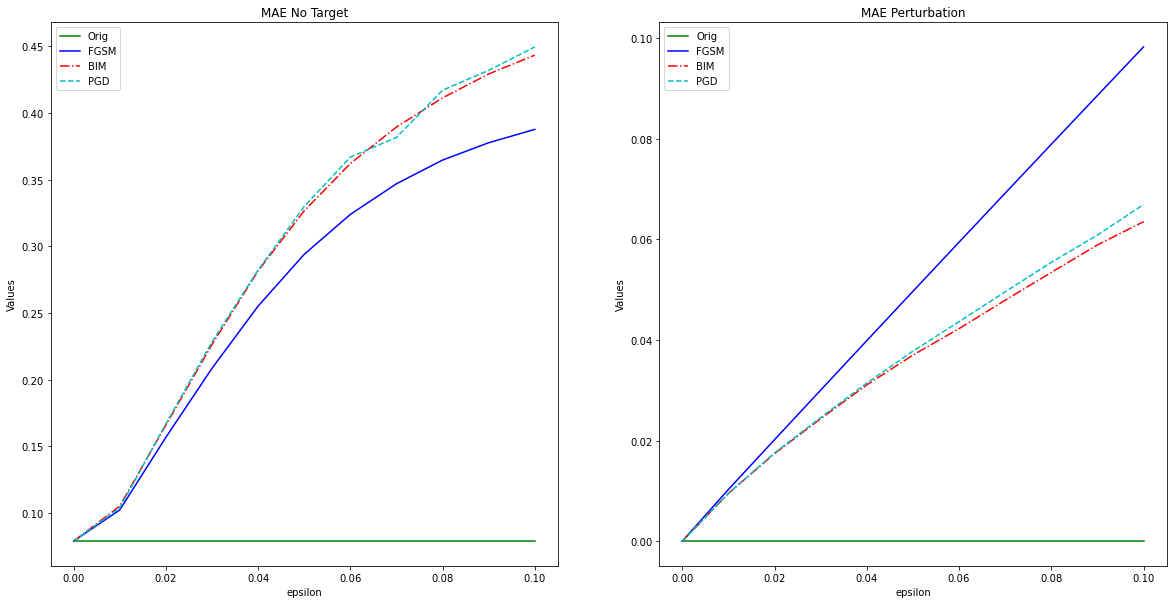 MAE No Target
Orig
FGSM
BIM
PGD
0.45
0.40
0.35
0.30
0.25
0.20
0.15
0.10
Values
0.00 0.02 0.04 0.06 0.08 0.10
epsilon
MAE Perturbation
Orig
FGSM
BIM
PGD
0.10
0.08
0.06
0.04
0.02
0.00
Values
0.00 0.02 0.04 0.06 0.08 0.10
epsilon